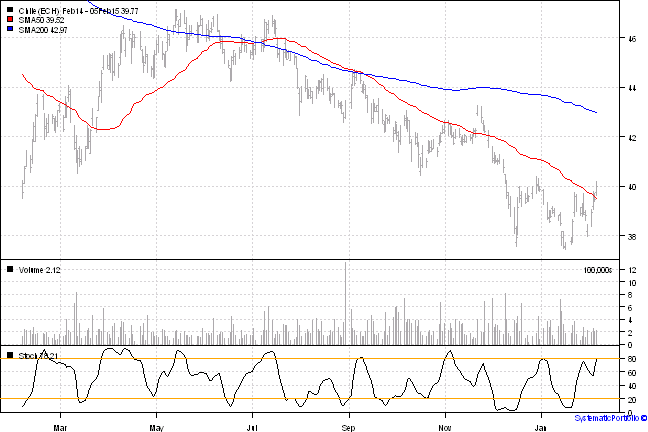 Chile (ECH) Feb14 - 05Feb15 39.77
SMA50 39.52
SMA200 42.97
46
44
42
40
38
Volume 2.12
100,000s
12
10
8
6
4
2
0
Stoch 78.21
80
60
40
20
0
Mar May Jul Sep Nov Jan
SystematicPortfolio ©